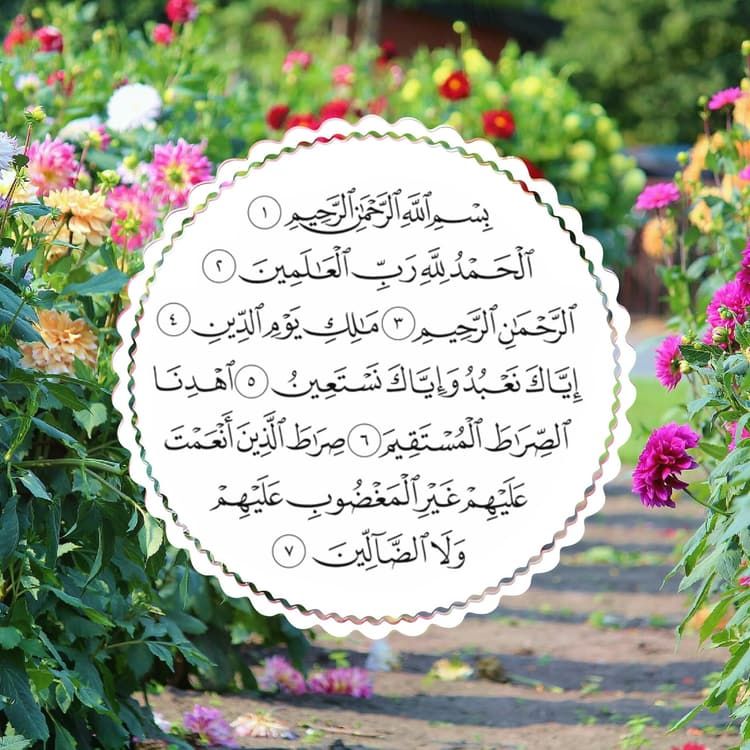 بِسْمِ ٱللَّهِ ٱلرَّحْمَٰنِ ٱلرَّحِيمِ ١
ٱلْحَمْدُ لِلَّهِ رَبِّ ٱلْعَـٰلَمِينَ ٢
ٱلرَّحْمَٰنِ ٱلرَّحِيمِ ٣ مَـٰلِكِ يَوْمِ ٱلدِّينِ ٤
إِيَّاكَ نَعْبُدُ وَإِيَّاكَ نَسْتَعِينُ ٥ ٱهْدِنَا
ٱلصِّرَٰطَ ٱلْمُسْتَقِيمَ ٦ صِرَٰطَ ٱلَّذِينَ أَنْعَمْتَ
عَلَيْهِمْ غَيْرِ ٱلْمَغْضُوبِ عَلَيْهِمْ
وَلَا ٱلضَّآلِّينَ ٧